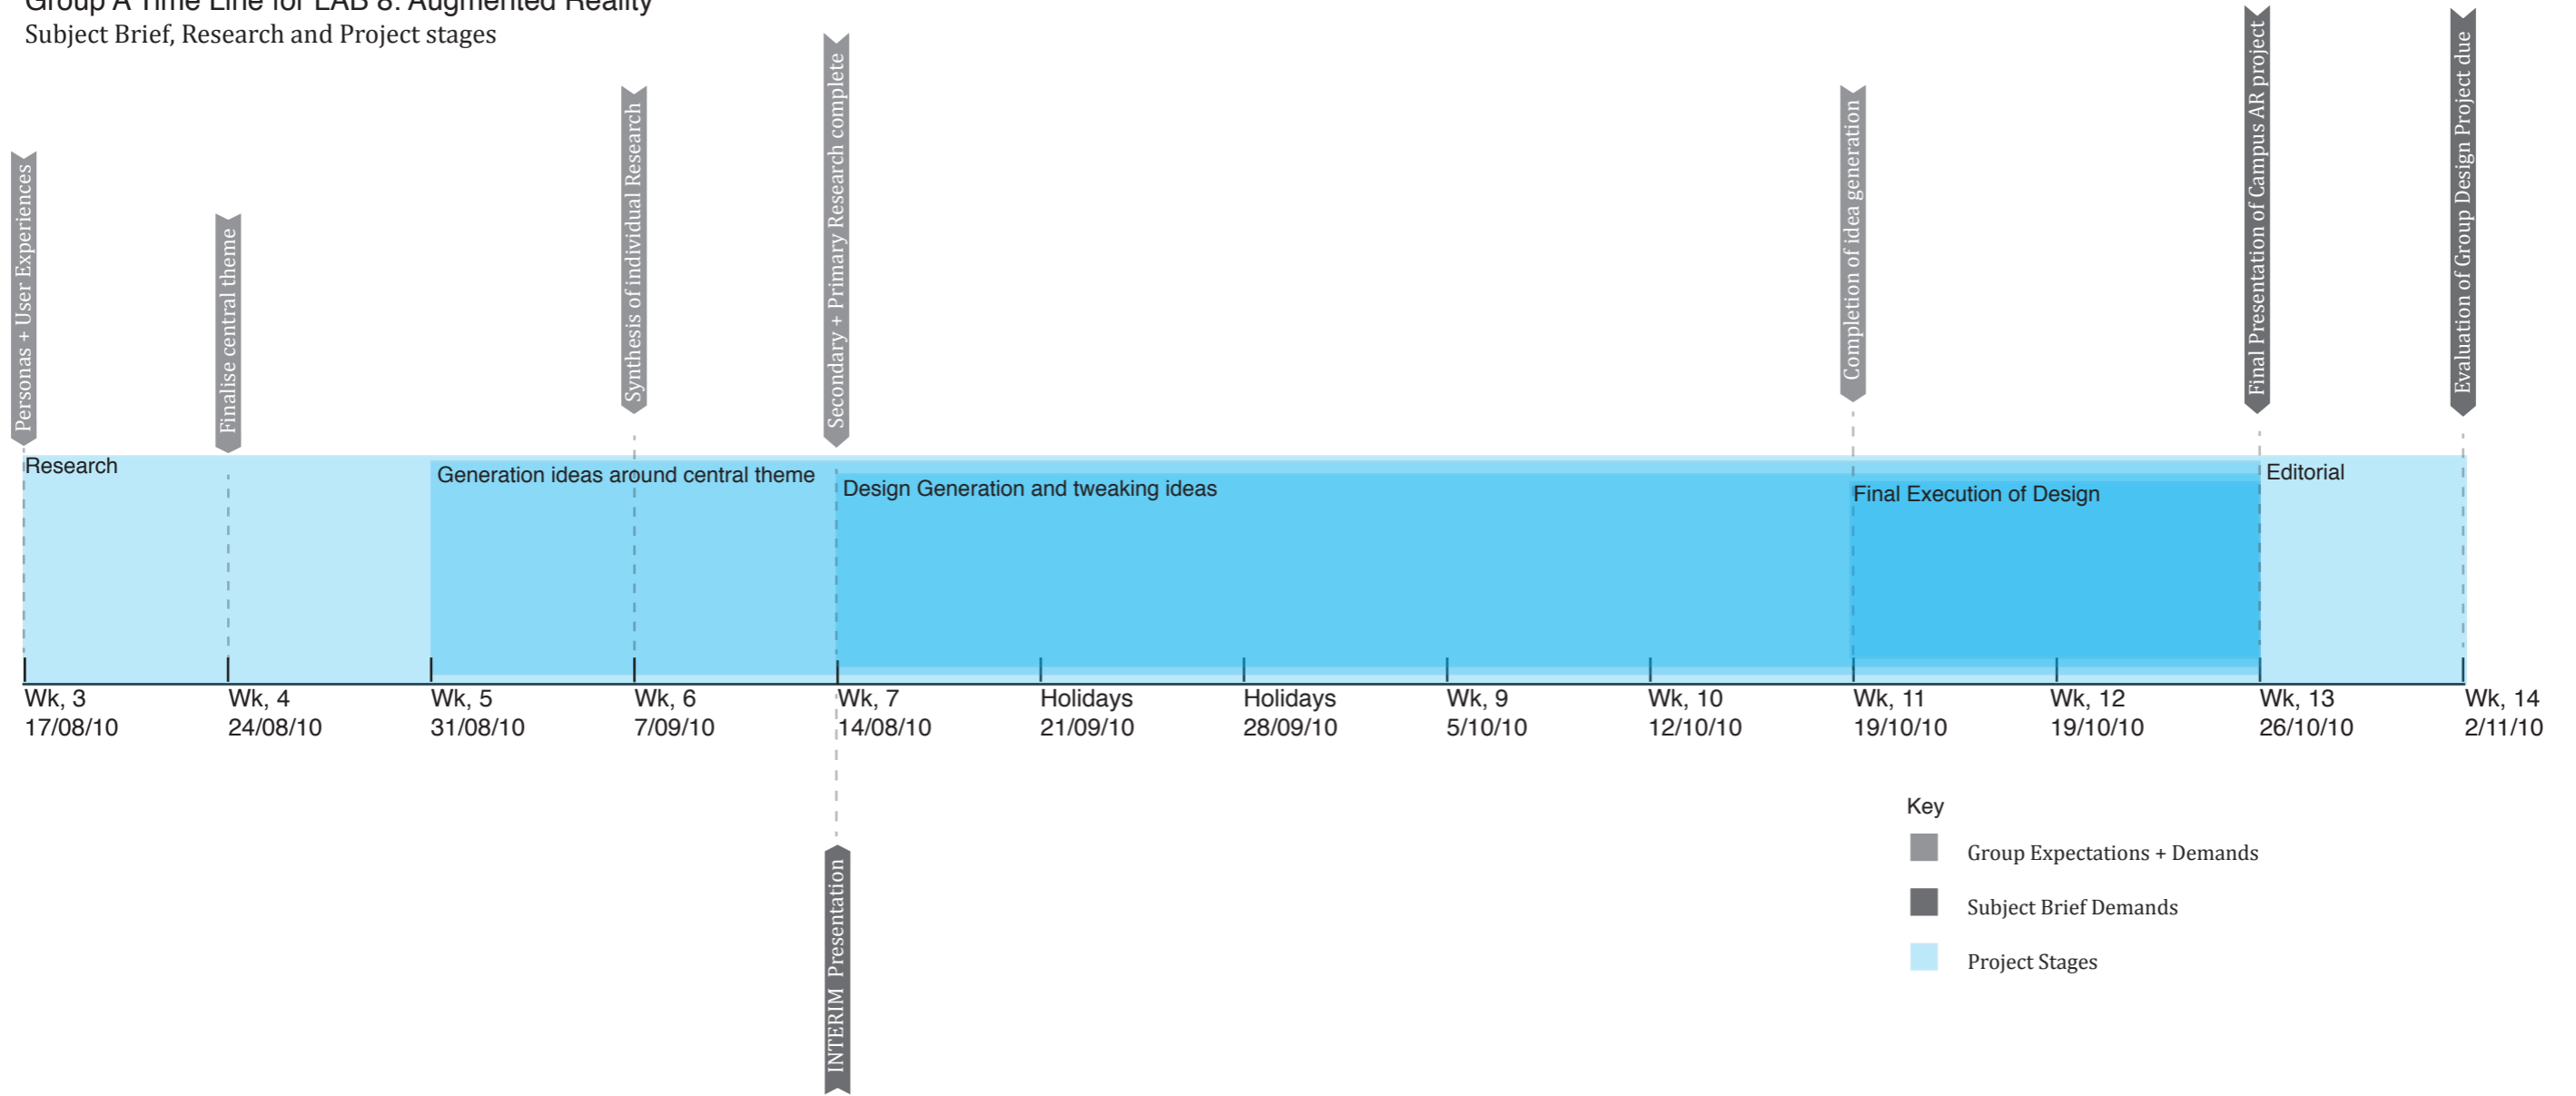 Group A Time Line for LAB 8: Augmented Reality
Subject Brief, Research and Project stages
Personas + User Experiences
Finalise central theme
Synthesis of individual Research
Secondary + Primary Research complete
Completion of idea generation
Final Presentation of Campus AR project
Evaluation of Group Design Project due
Research
Generation ideas around central theme
Design Generation and tweaking ideas
Final Execution of Design
Editorial
Wk, 3
17/08/10
Wk, 4
24/08/10
Wk, 5
31/08/10
Wk, 6
7/09/10
Wk, 7
14/08/10
Holidays
21/09/10
Holidays
28/09/10
Wk, 9
5/10/10
Wk, 10
12/10/10
Wk, 11
19/10/10
Wk, 12
19/10/10
Wk, 13
26/10/10
Wk, 14
2/11/10
INTERIM Presentation
Key
Group Expectations + Demands
Subject Brief Demands
Project Stages